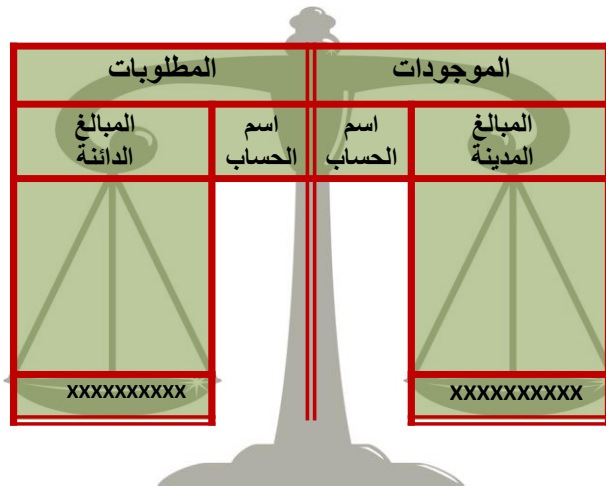 الموجودات
المطلوبات
المبالغ
المدينة
اسم
الحساب
اسم
الحساب
المبالغ
الدائنة
XXXXXXXXXX
XXXXXXXXXX